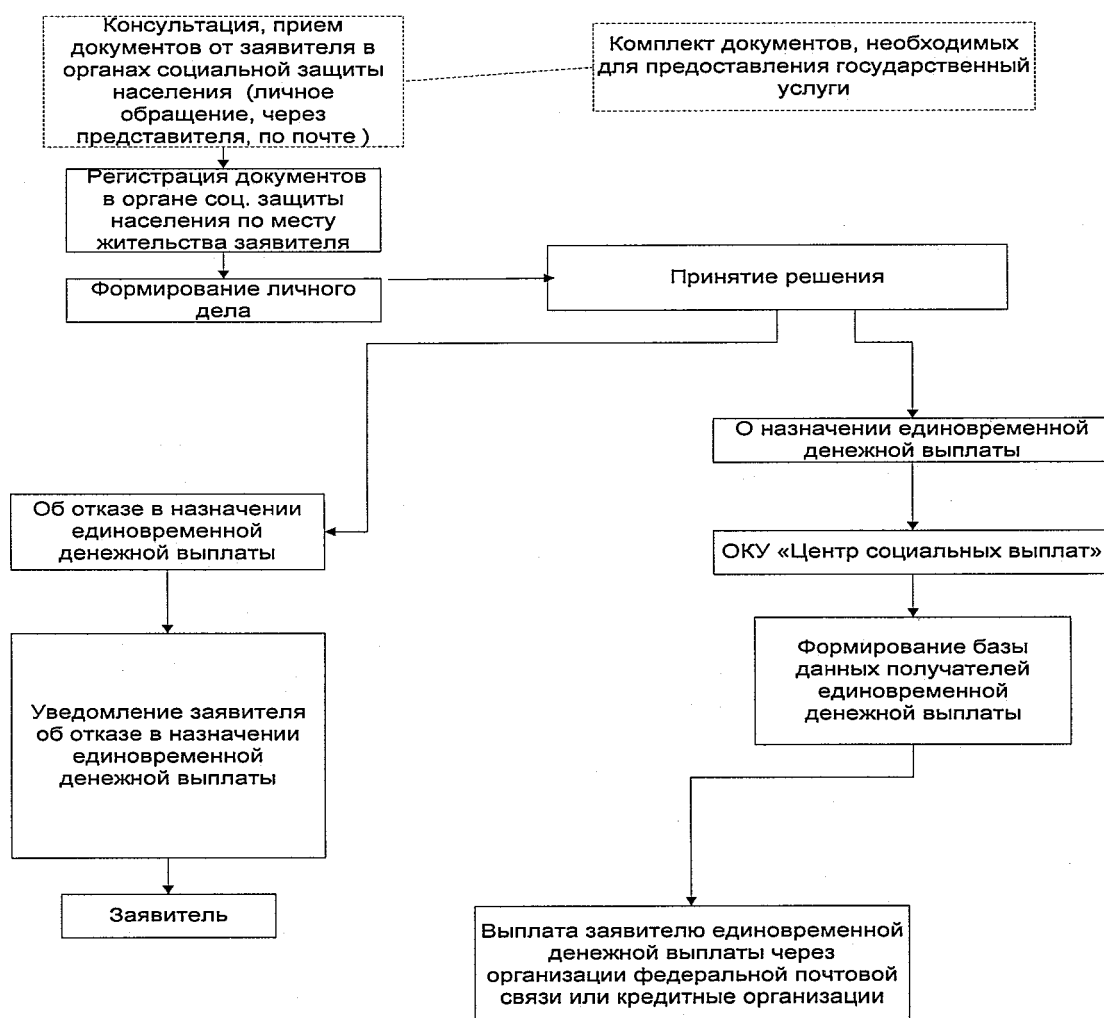 Консультация, прием
документов от заявителя в
органах социальной защиты
населения (личное
обращение, через
представителя, по почте )
Комплект документов, необходимых
для предоставления государственный
услуги
Регистрация документов
в органе соц. защиты
населения по месту
жительства заявителя
Формирование личного
дела
Принятие решения
О назначении единовременной
денежной выплаты
Об отказе в назначении
единовременной
денежной выплаты
ОКУ «Центр социальных выплат»
Формирование базы
данных получателей
единовременной
денежной выплаты
Уведомление заявителя
об отказе в назначении
единовременной
денежной выплаты
Заявитель
Выплата заявителю единовременной
денежной выплаты через
организации федеральной почтовой
связи или кредитные организации